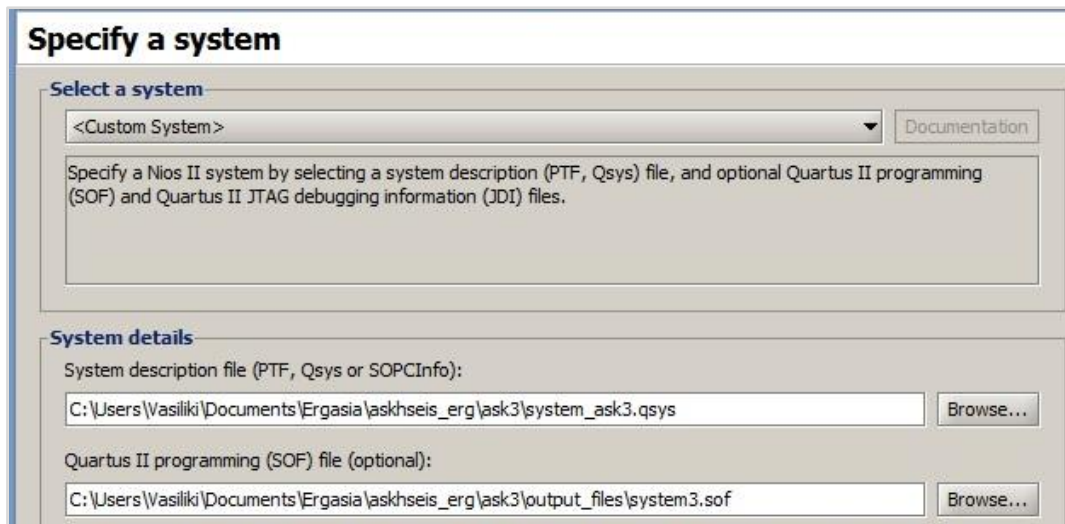 Specify a system
Select a system
<Custom System>
Documentation
Specify a Nios II system by selecting a system description (PTF, Qsys) file, and optional Quartus II programming
(SOF) and Quartus II JTAG debugging information (JDI) files.
System details
System description file (PTF, Qsys or SOPCInfo):
C:\Users\Vasiliki\Documents\Ergasia\askhseis_erg\ask3\system_ask3.qsys
Browse...
Quartus II programming (SOF) file (optional):
C:\Users\Vasiliki\Documents\Ergasia\askhseis_erg\ask3\output_files\system3.sof
Browse...